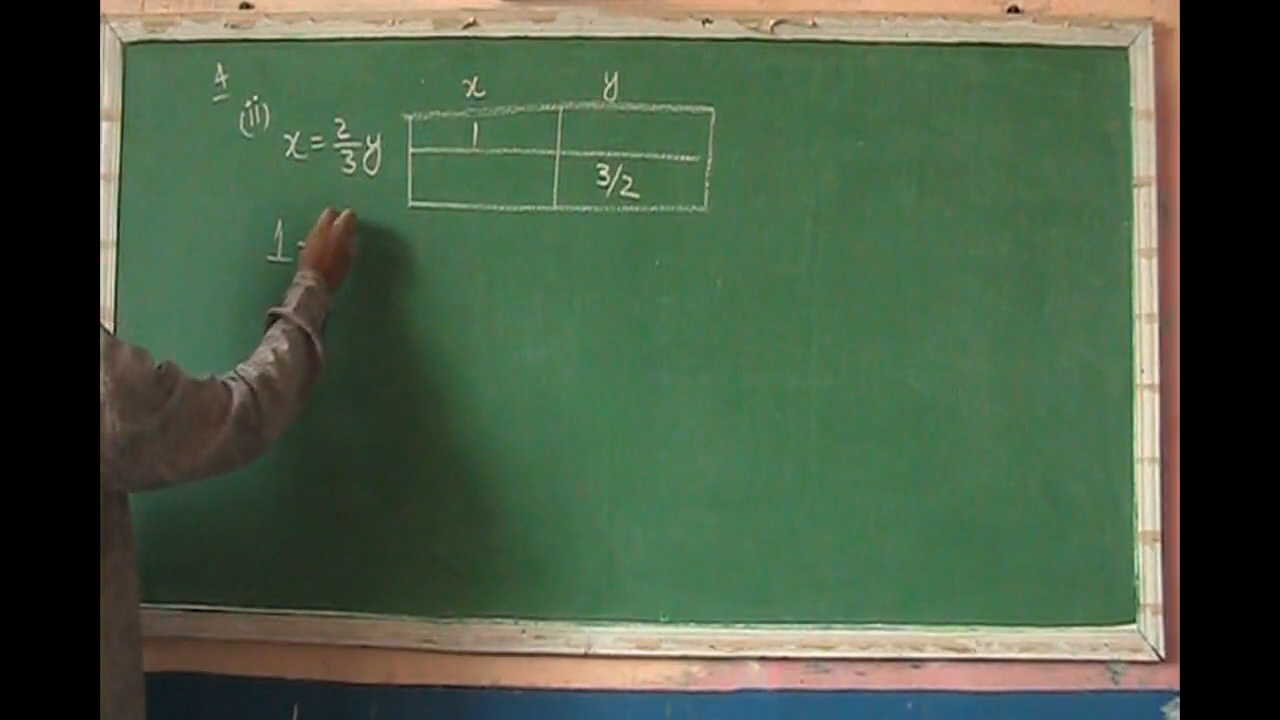 4
(ii) x = 2/3 y
x y
1
3/2
1 =